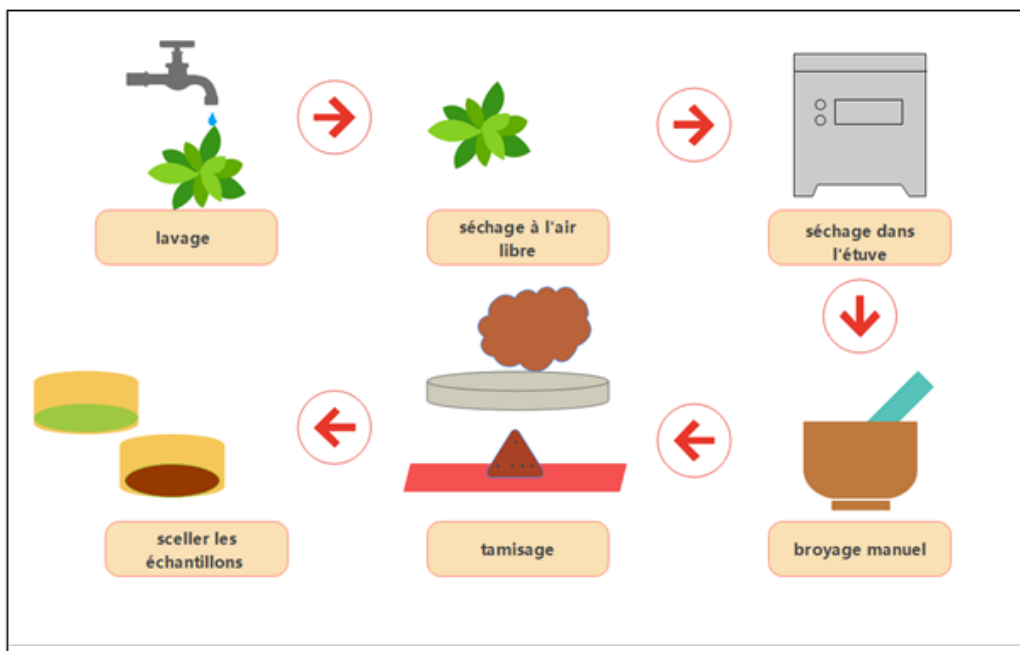 lavage
séchage à l'air
libre
séchage dans
l'étuve
sceller les
échantillons
tamisage
broyage manuel